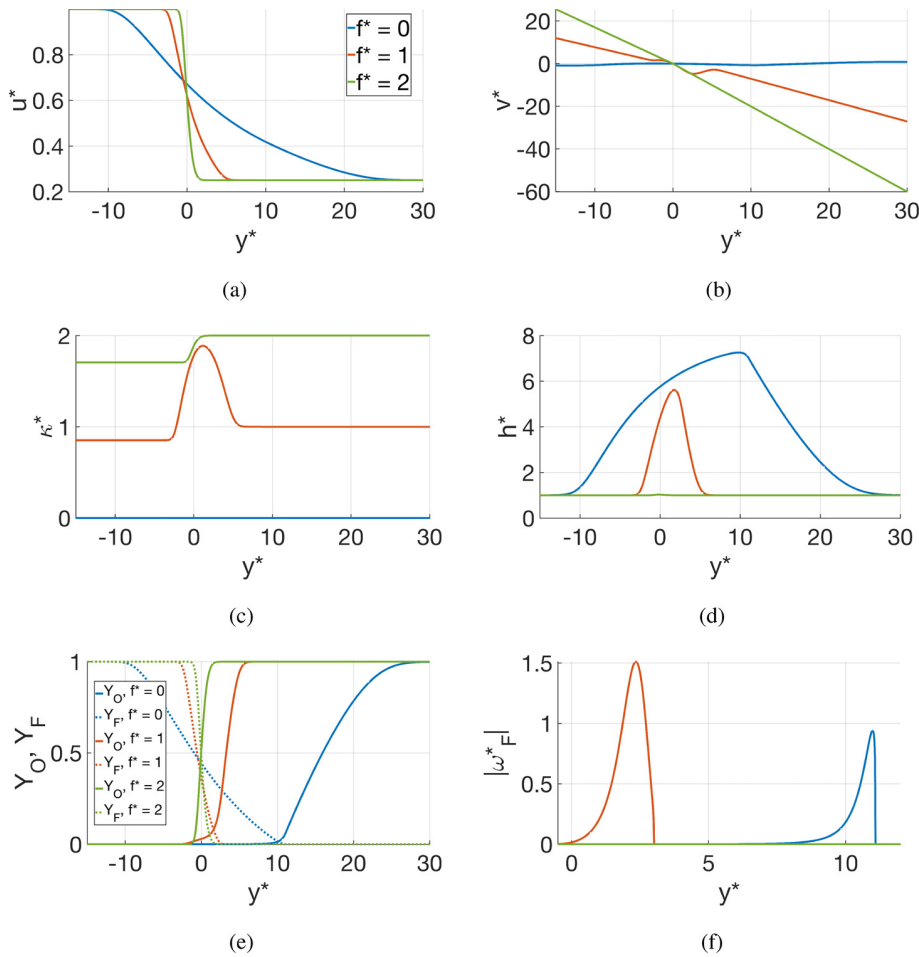 u*
0.8
0.6
0.4
0.2
-10
0
10
20
30
y*
f* = 0
f* = 1
f* = 2
(a)
v*
20
0
-20
-40
-60
-10
0
10
20
30
y*
(b)
κ*
2
1
0
-10
0
10
20
30
y*
(c)
h*
8
6
4
2
0
-10
0
10
20
30
y*
(d)
Y_O, Y_F
1
0.5
0
-10
0
10
20
30
y*
Y_O, f* = 0
Y_F, f* = 0
Y_O, f* = 1
Y_F, f* = 1
Y_O, f* = 2
Y_F, f* = 2
(e)
|ω*_F|
1.5
1
0.5
0
0
5
10
y*
(f)